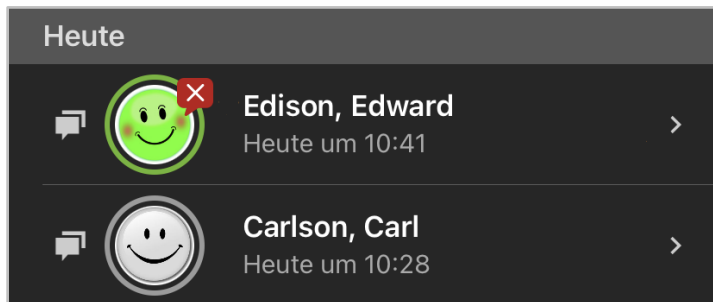 Heute
Edison, Edward
Heute um 10:41
Carlson, Carl
Heute um 10:28